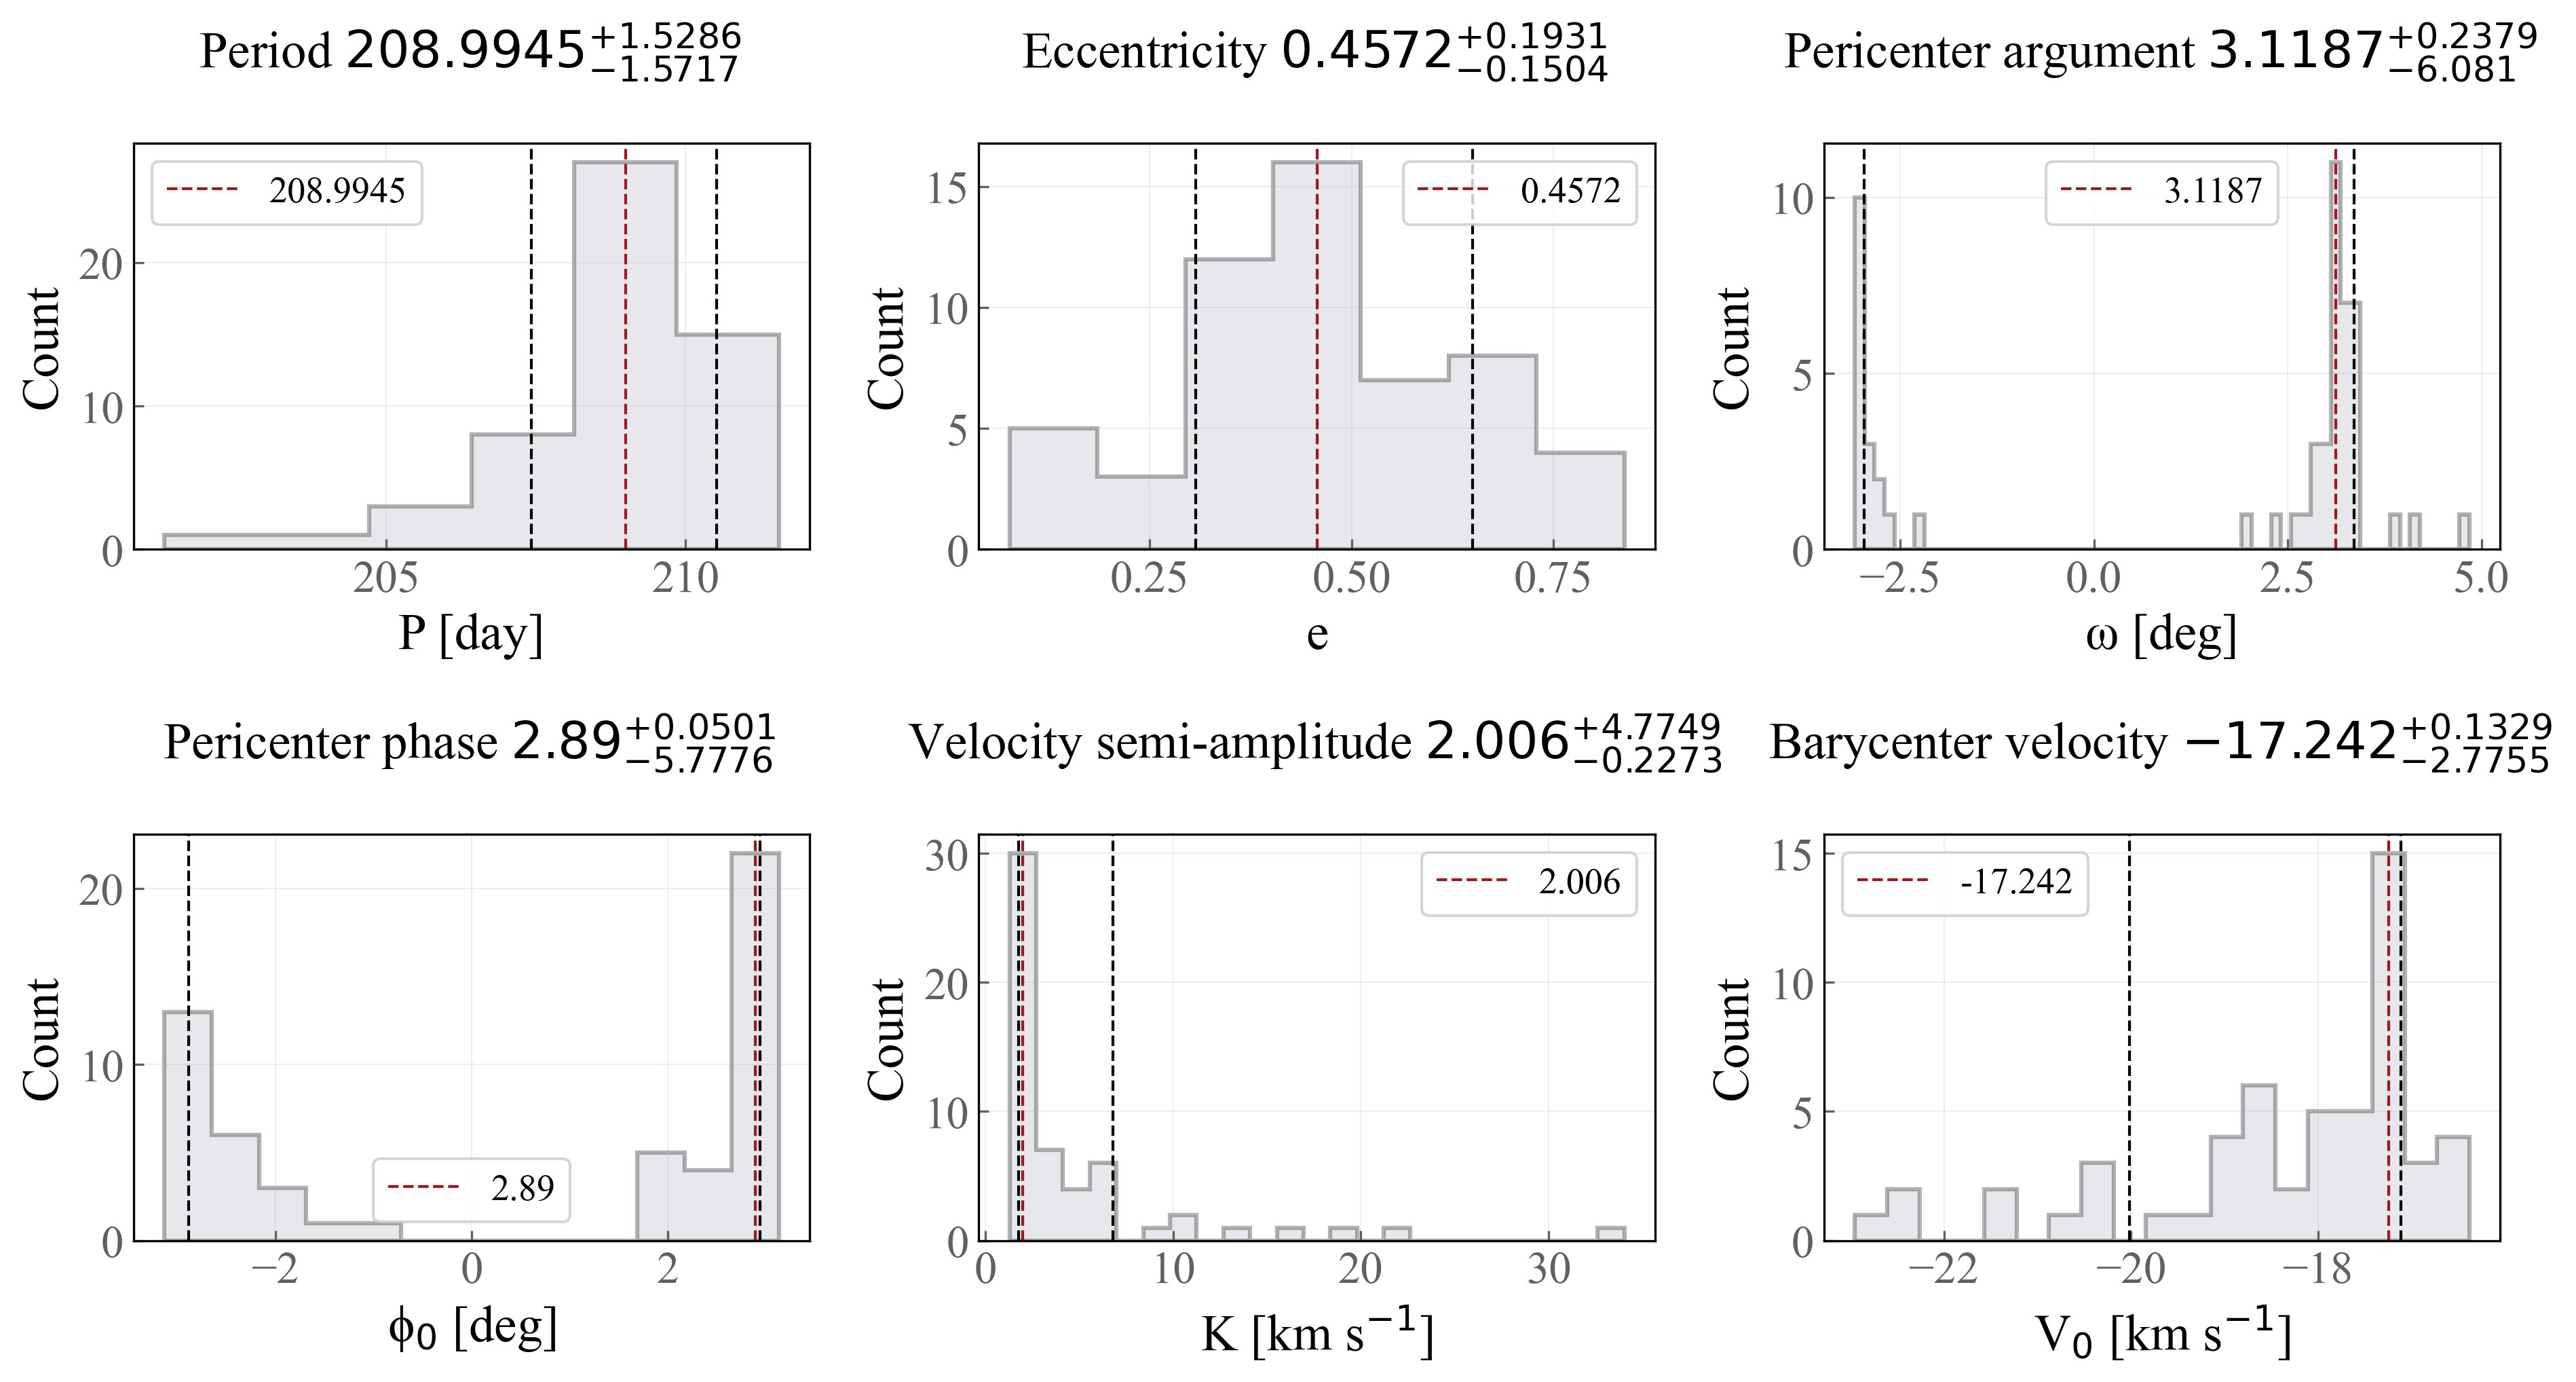 Period 208.9945 +1.5286 −1.5717
208.9945
Count
20
10
0
205 210
P [day]
Eccentricity 0.4572 +0.1931 −0.1504
0.4572
Count
15
10
5
0
0.25 0.50 0.75
e
Pericenter argument 3.1187 +0.2379 −6.081
3.1187
Count
10
5
0
−2.5 0.0 2.5 5.0
ω [deg]
Pericenter phase 2.89 +0.0501 −5.7776
2.89
Count
20
10
0
−2 0 2
ϕ₀ [deg]
Velocity semi-amplitude 2.006 +4.7749 −0.2273
2.006
Count
30
20
10
0
0 10 20 30
K [km s⁻¹]
Barycenter velocity −17.242 +0.1329 −2.7755
-17.242
Count
15
10
5
0
−22 −20 −18
V₀ [km s⁻¹]